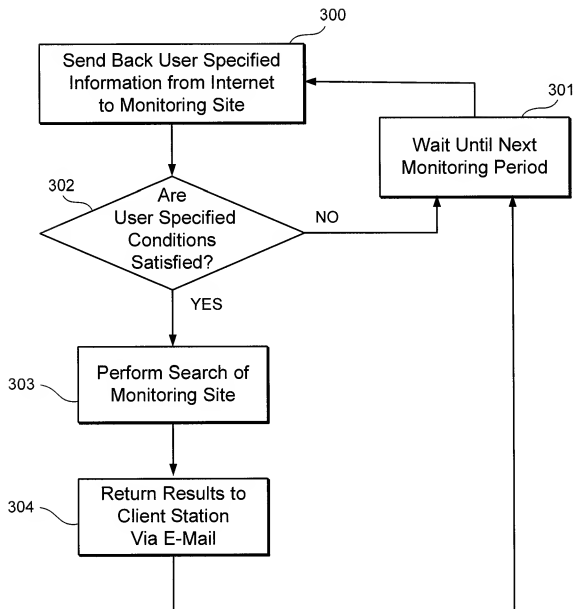 300
Send Back User Specified
Information from Internet
to Monitoring Site
301
Wait Until Next
Monitoring Period
302
Are
User Specified
Conditions
Satisfied?
NO
YES
303
Perform Search of
Monitoring Site
304
Return Results to
Client Station
Via E-Mail